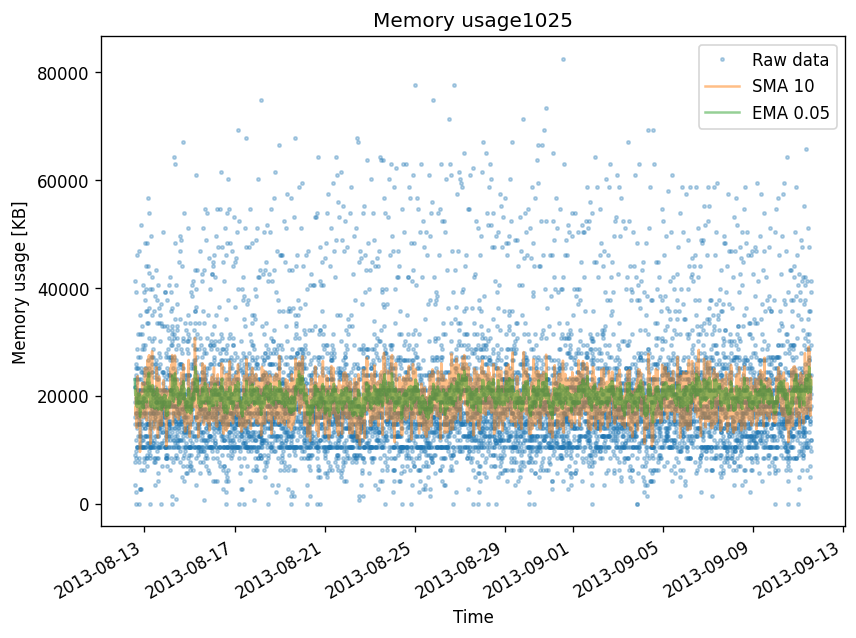 Memory usage1025
Raw data
SMA 10
EMA 0.05
Memory usage [KB]
80000
60000
40000
20000
0
2013-08-13
2013-08-17
2013-08-21
2013-08-25
2013-08-29
2013-09-01
2013-09-05
2013-09-09
2013-09-13
Time